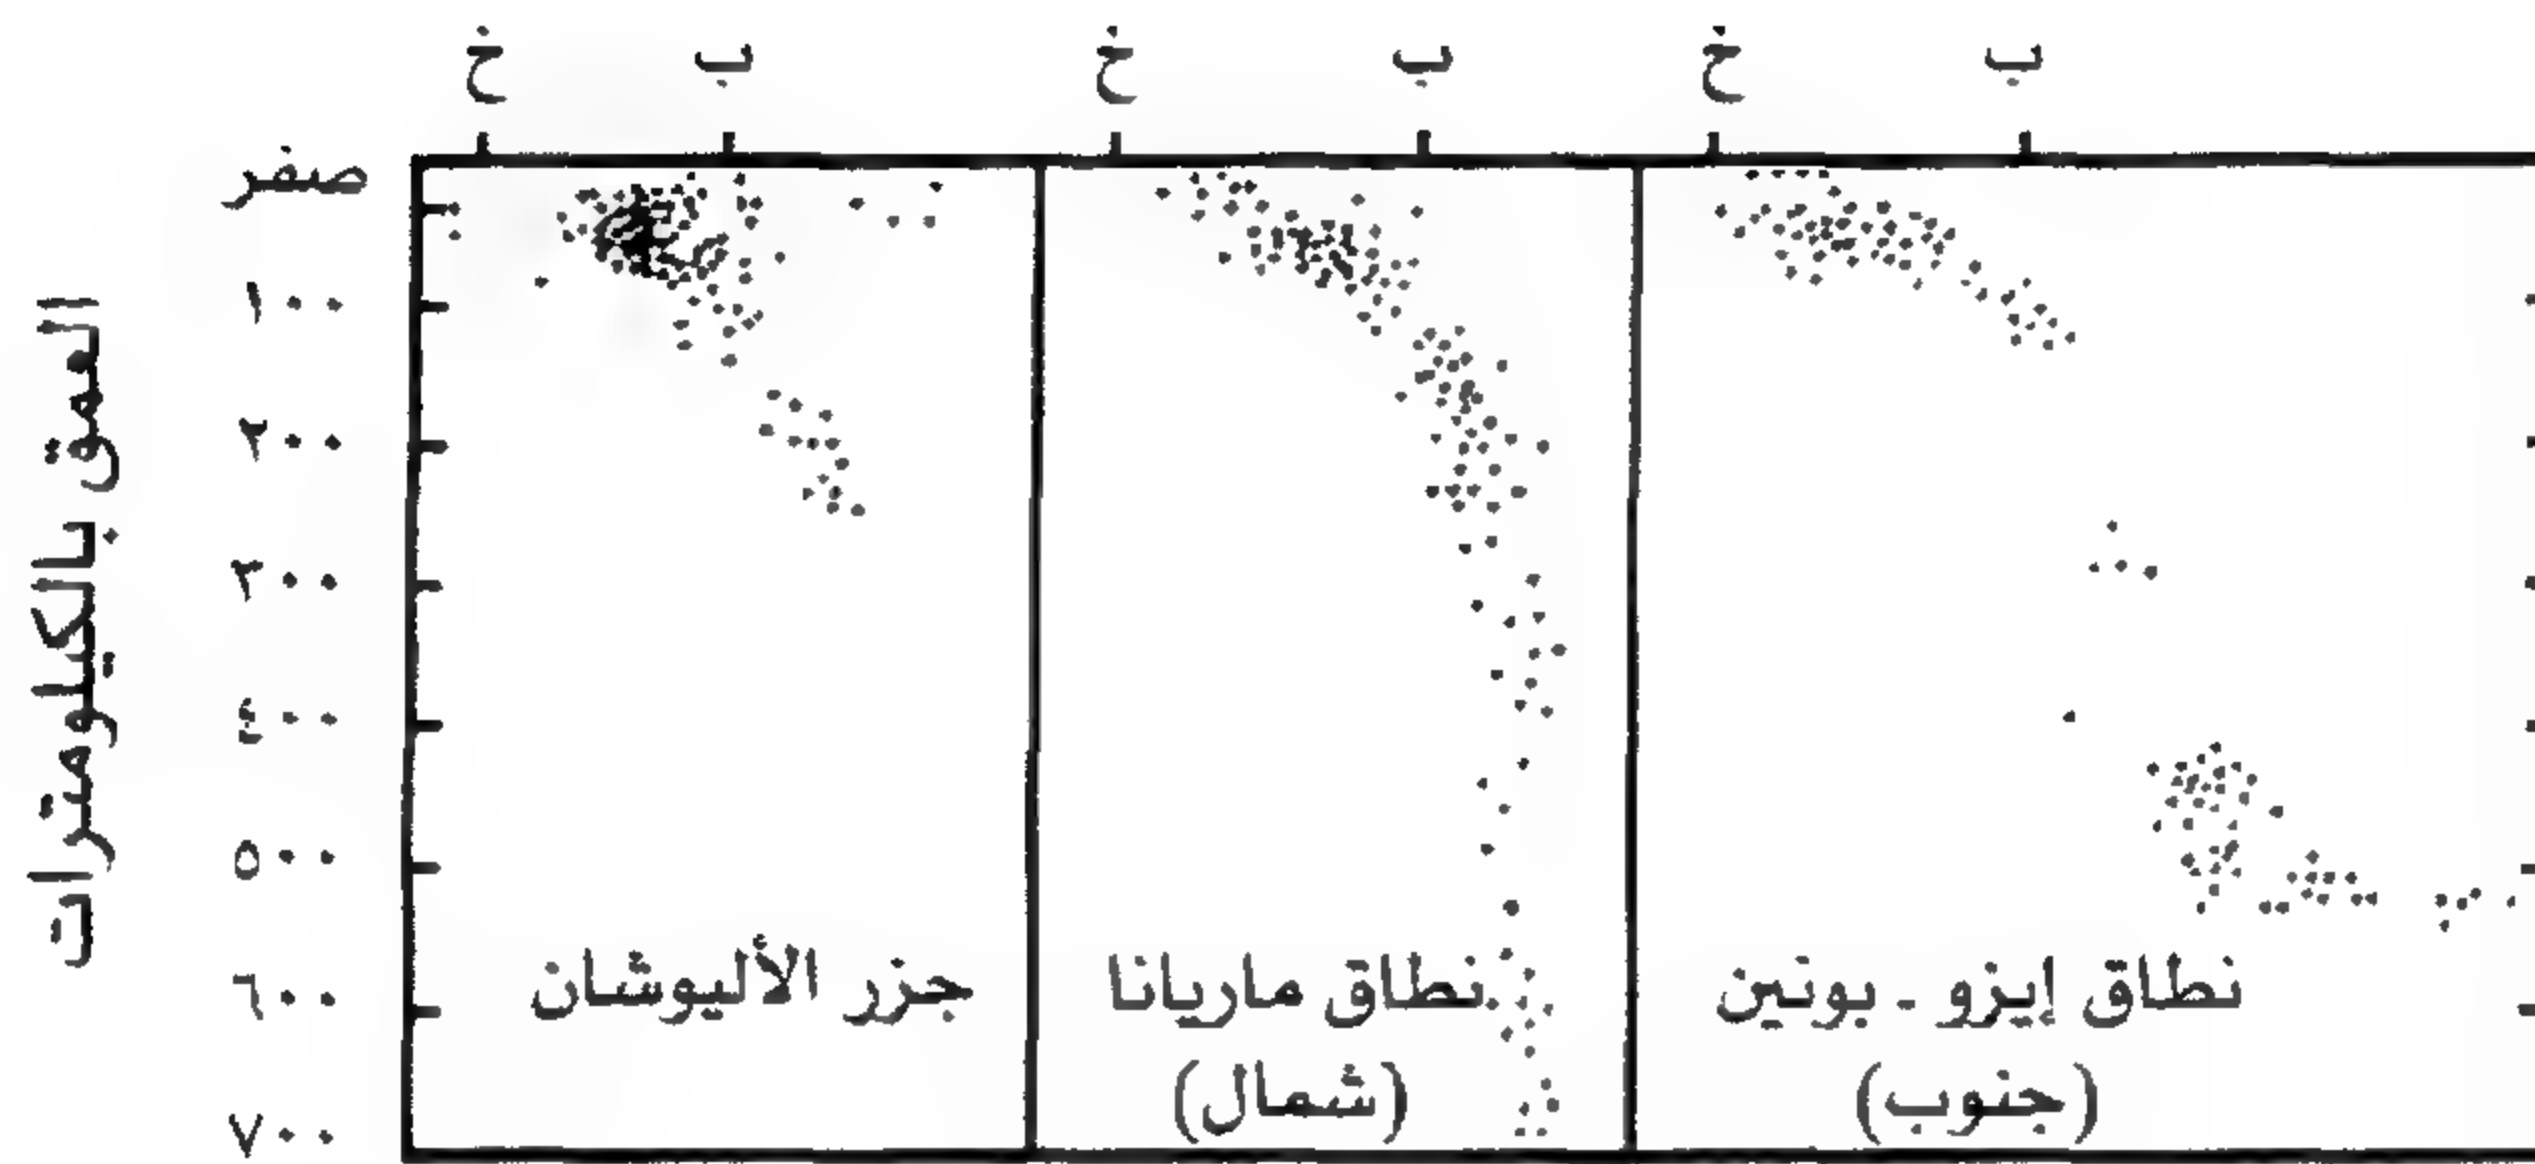 خ ب خ ب خ ب
صفر
١٠٠
٢٠٠
٣٠٠
٤٠٠
٥٠٠
٦٠٠
٧٠٠
العمق بالكيلومترات
جزر الأليوشان
نطاق ماريانا
(شمال)
نطاق إيزو - بونين
(جنوب)